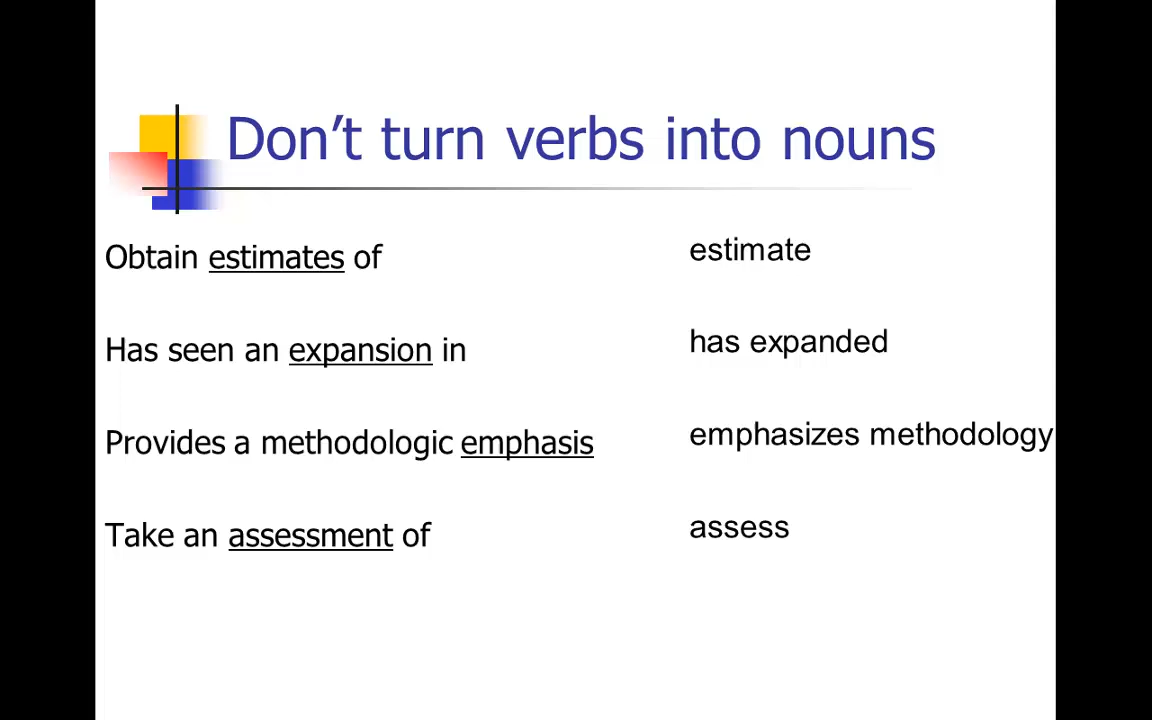 Don’t turn verbs into nouns
Obtain estimates of
estimate
Has seen an expansion in
has expanded
Provides a methodologic emphasis
emphasizes methodology
Take an assessment of
assess